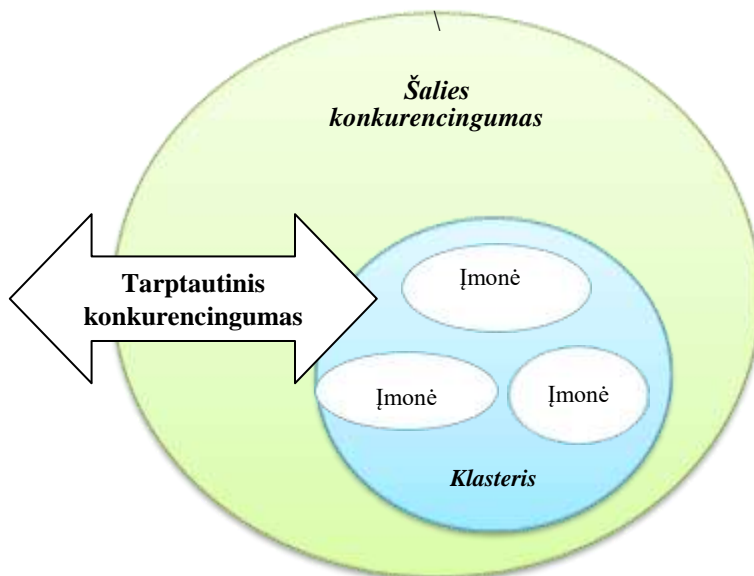 Šalies
konkurencingumas
Tarptautinis
konkurencingumas
Įmonė
Įmonė
Įmonė
Klasteris